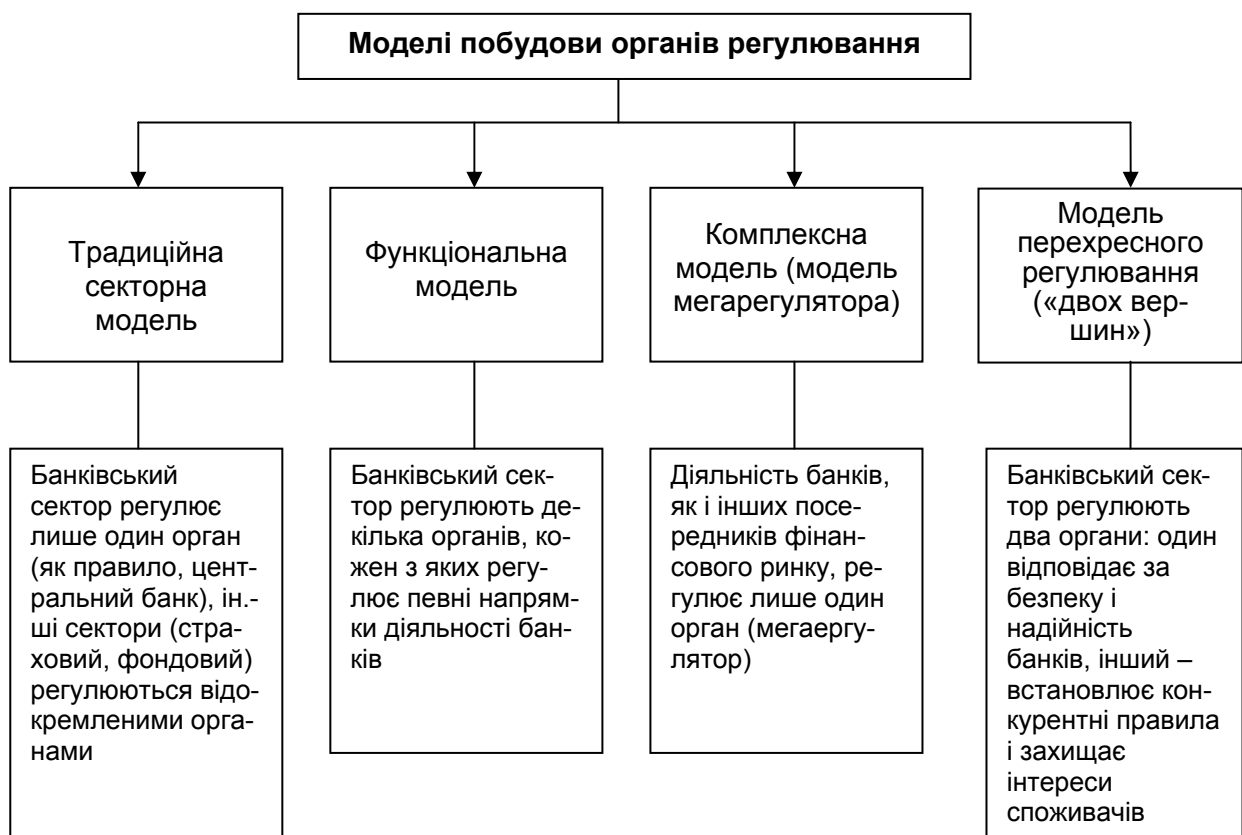 Моделі побудови органів регулювання
Традиційна
секторна
модель
Функціональна
модель
Комплексна
модель (модель
мегарегулятора)
Модель
перехресного
регулювання
(«двох вер-
шин»)
Банківський
сектор регулює
лише один орган
(як правило, цент-
ральний банк), ін.-
ші сектори (стра-
ховий, фондовий)
регулюються відо-
кремленими орга-
нами
Банківський сек-
тор регулюють де-
кілька органів, ко-
жен з яких регу-
лює певні напрям-
ки діяльності бан-
ків
Діяльність банків,
як і інших посе-
редників фінан-
сового ринку, ре-
гулює лише один
орган (мегаергу-
лятор)
Банківський сек-
тор регулюють
два органи: один
відповідає за
безпеку і
надійність
банків, інший –
встановлює кон-
курентні правила
і захищає
інтереси
споживачів